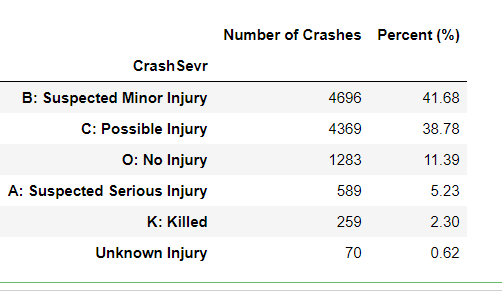 Number of Crashes Percent (%)
CrashSevr
B: Suspected Minor Injury 4696 41.68
C: Possible Injury 4369 38.78
O: No Injury 1283 11.39
A: Suspected Serious Injury 589 5.23
K: Killed 259 2.30
Unknown Injury 70 0.62